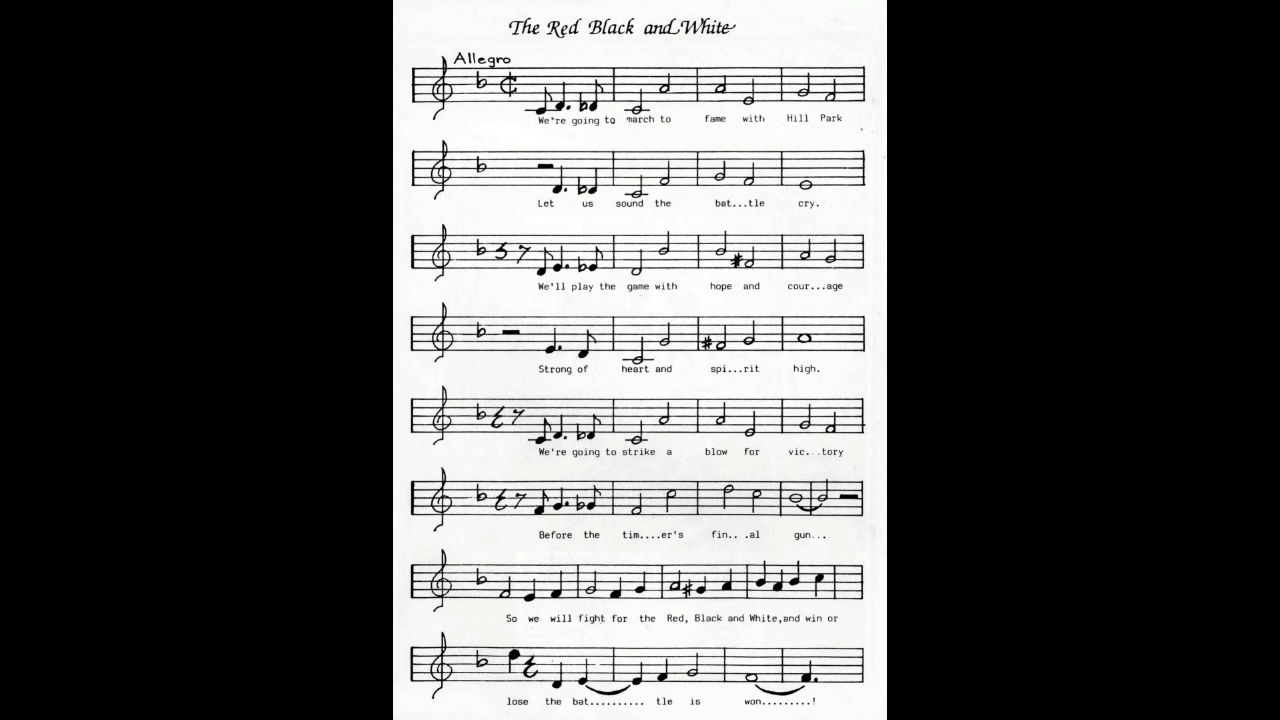 The Red Black and White
Allegro
We're going to march to fame with Hill Park
Let us sound the bat...tle cry.
We'll play the game with hope and cour...age
Strong of heart and spi...rit high.
We're going to strike a blow for vic...tory
Before the tim....er's fin...al gun....
So we will fight for the Red, Black and White,and win or
lose the bat.......... tle is won.........!